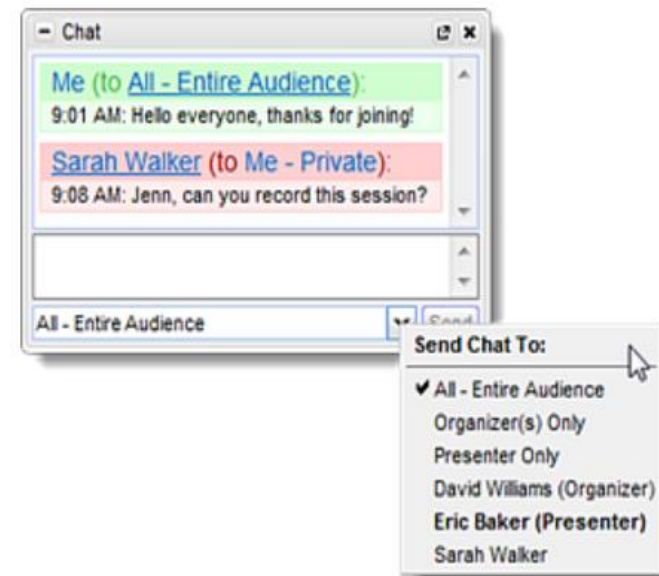 Chat
Me (to All - Entire Audience):
9:01 AM: Hello everyone, thanks for joining!
Sarah Walker (to Me - Private):
9:08 AM: Jenn, can you record this session?
All - Entire Audience
Send
Send Chat To:
All - Entire Audience
Organizer(s) Only
Presenter Only
David Williams (Organizer)
Eric Baker (Presenter)
Sarah Walker